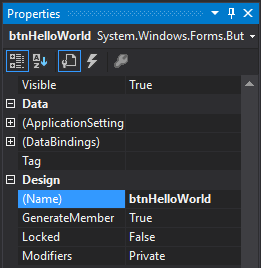 Properties
btnHelloWorld System.Windows.Forms.But
Visible True
Data
(ApplicationSetting
(DataBindings)
Tag
Design
(Name) btnHelloWorld
GenerateMember True
Locked False
Modifiers Private